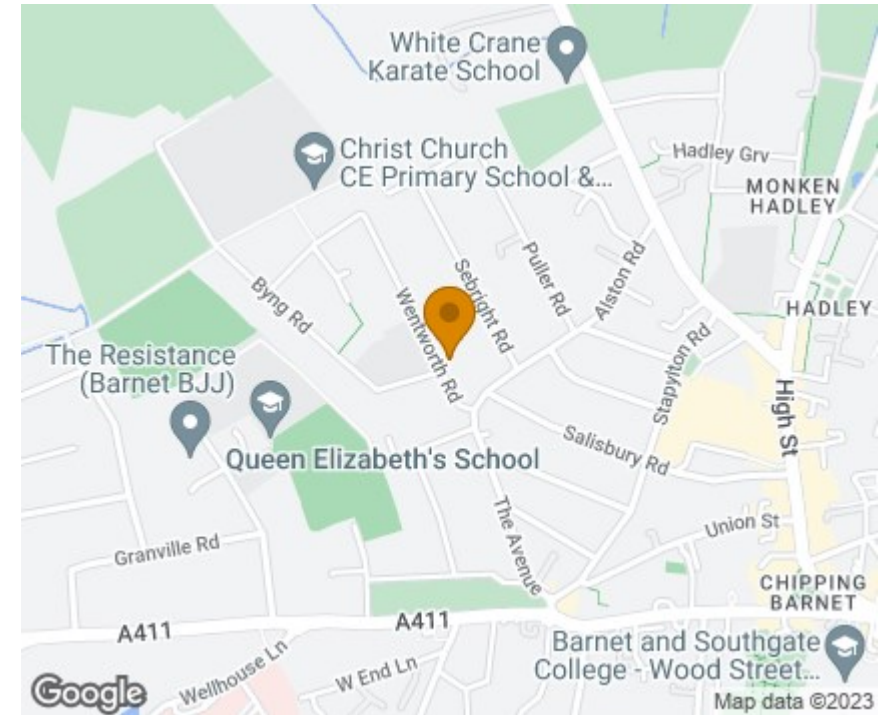 White Crane
Karate School
Christ Church
CE Primary School &...
Hadley Grv
MONKEN
HADLEY
Puller Rd
Sebright Rd
Alston Rd
Byng Rd
Wentworth Rd
HADLEY
The Resistance
(Barnet BJJ)
Stapylton Rd
High St
Queen Elizabeth's School
Salisbury Rd
The Avenue
Union St
Granville Rd
CHIPPING
BARNET
A411
A411
Barnet and Southgate
College - Wood Street...
Wellhouse Ln
W End Ln
Google
Map data ©2023